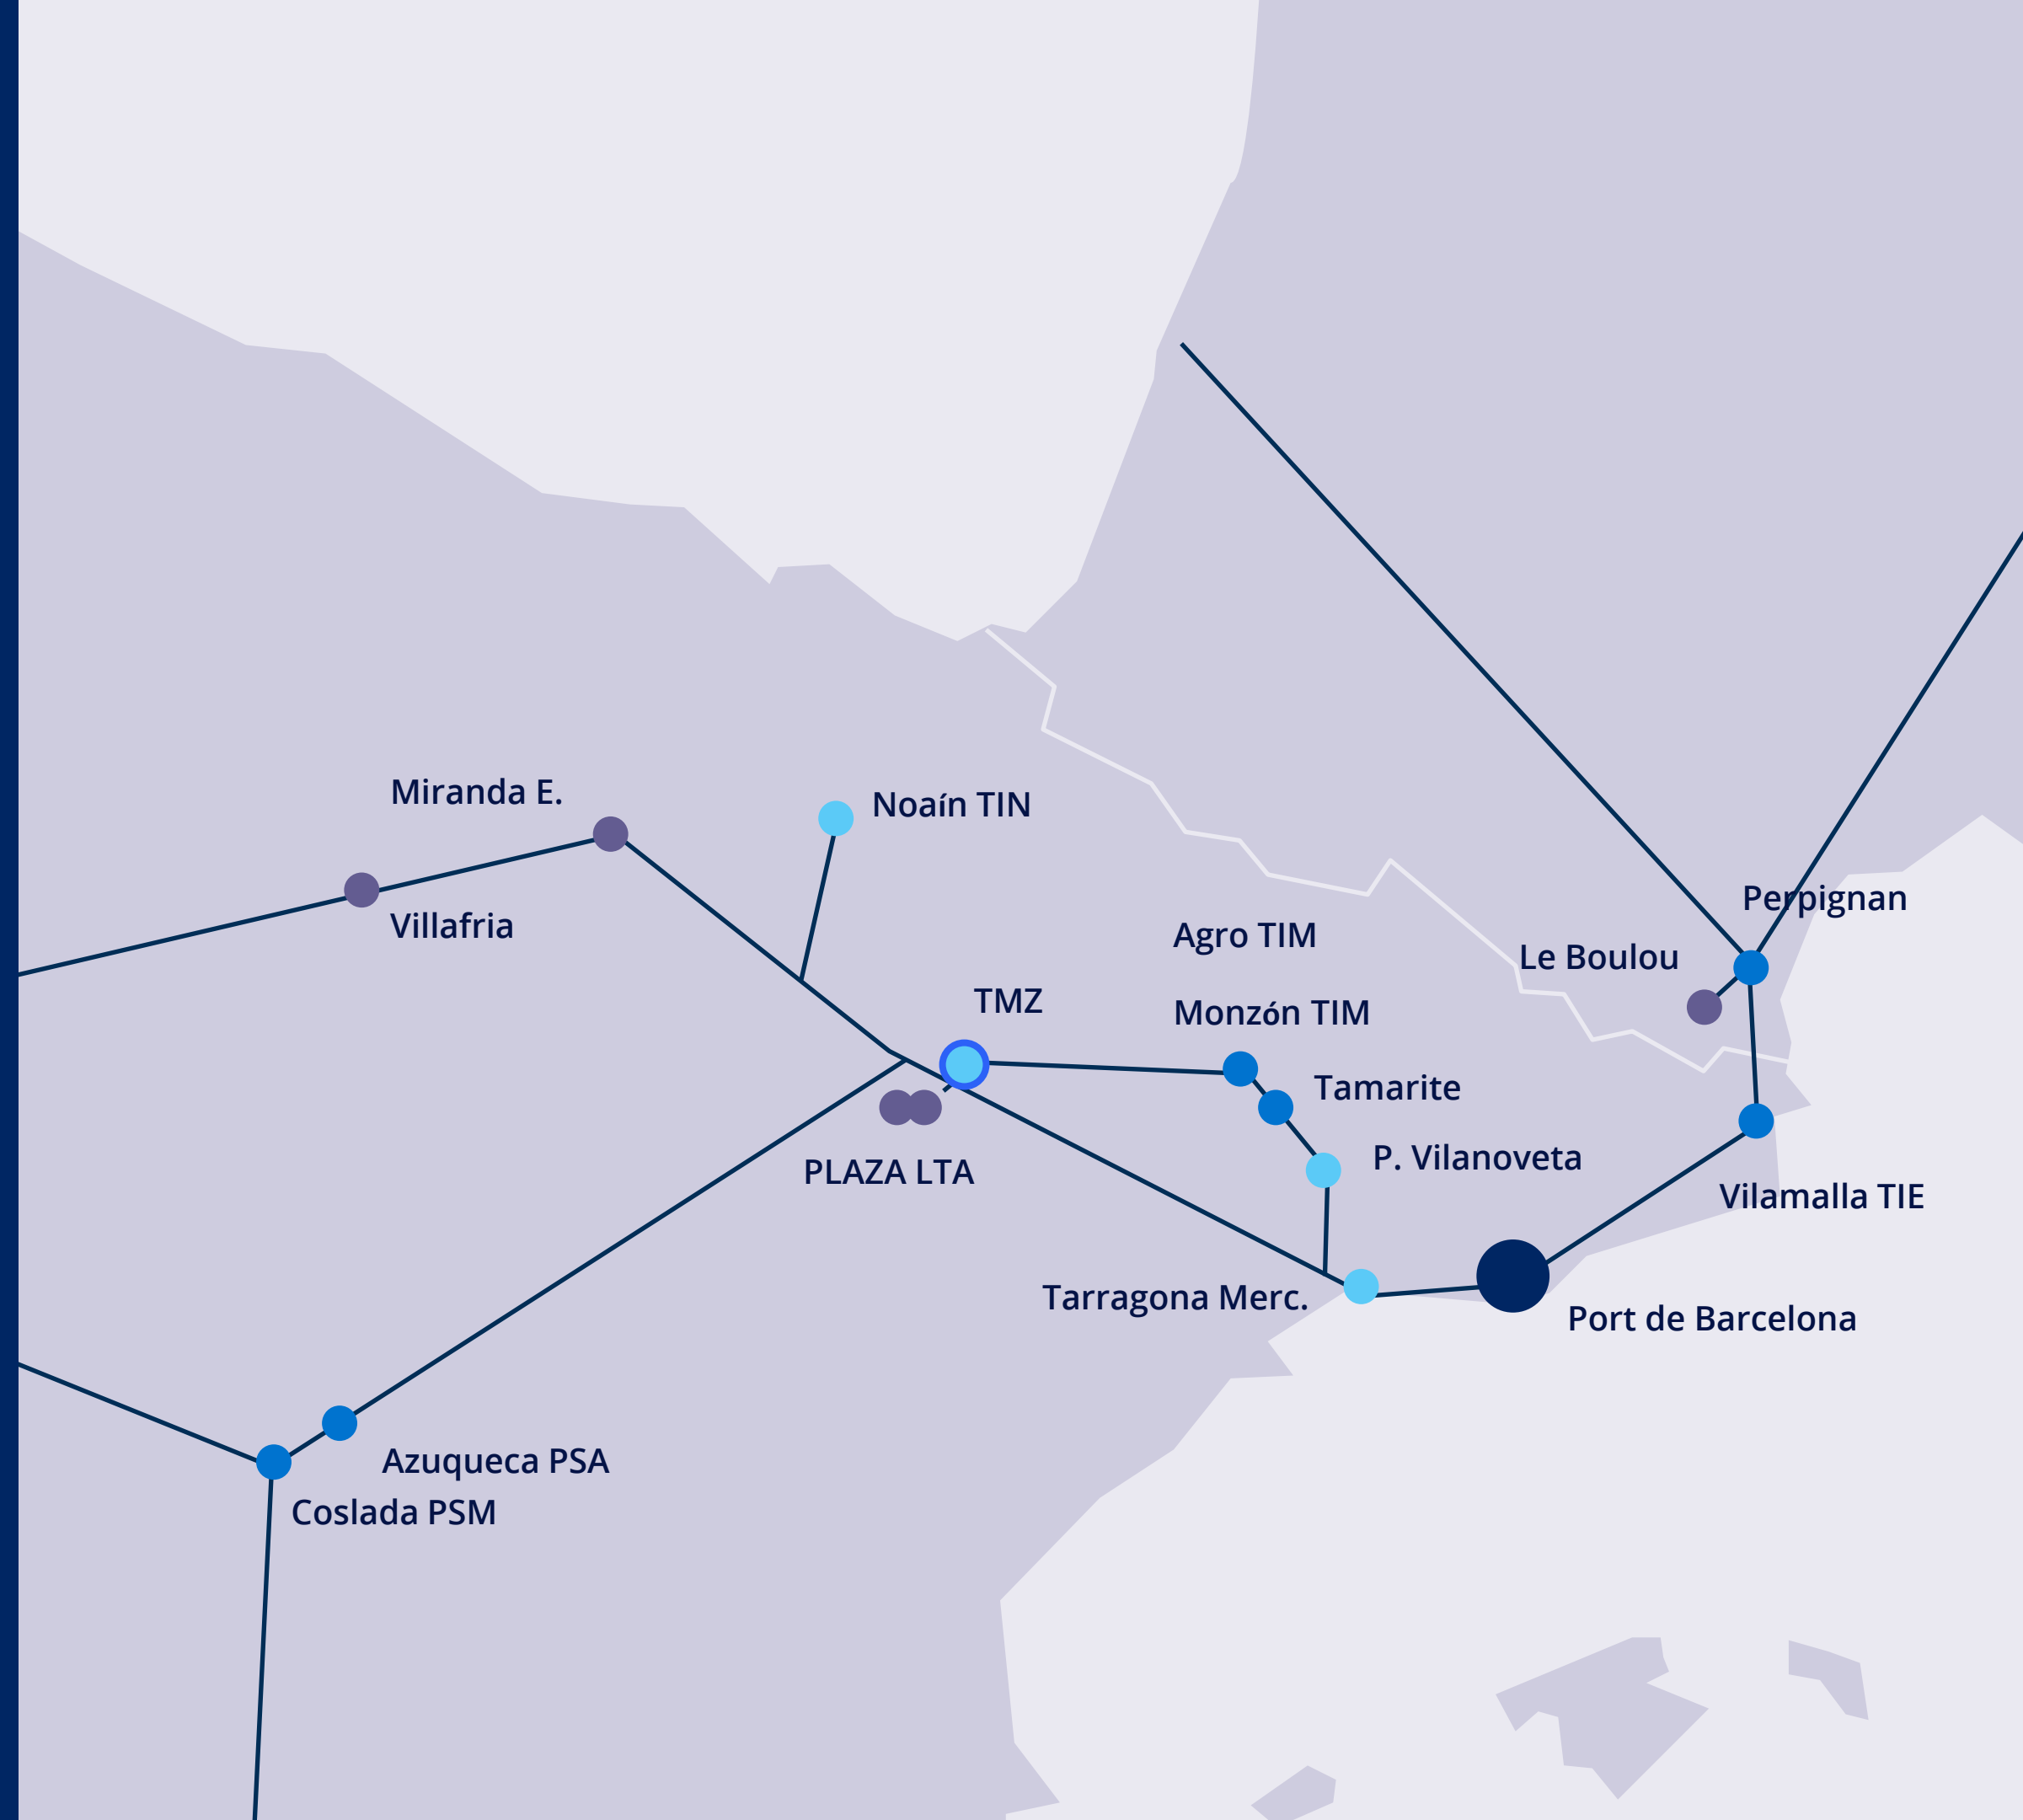 Miranda E.
Noaín TIN
Villafria
Perpignan
Agro TIM
Le Boulou
TMZ
Monzón TIM
Tamarite
P. Vilanoveta
PLAZA LTA
Vilamalla TIE
Tarragona Merc.
Port de Barcelona
Azuqueca PSA
Coslada PSM